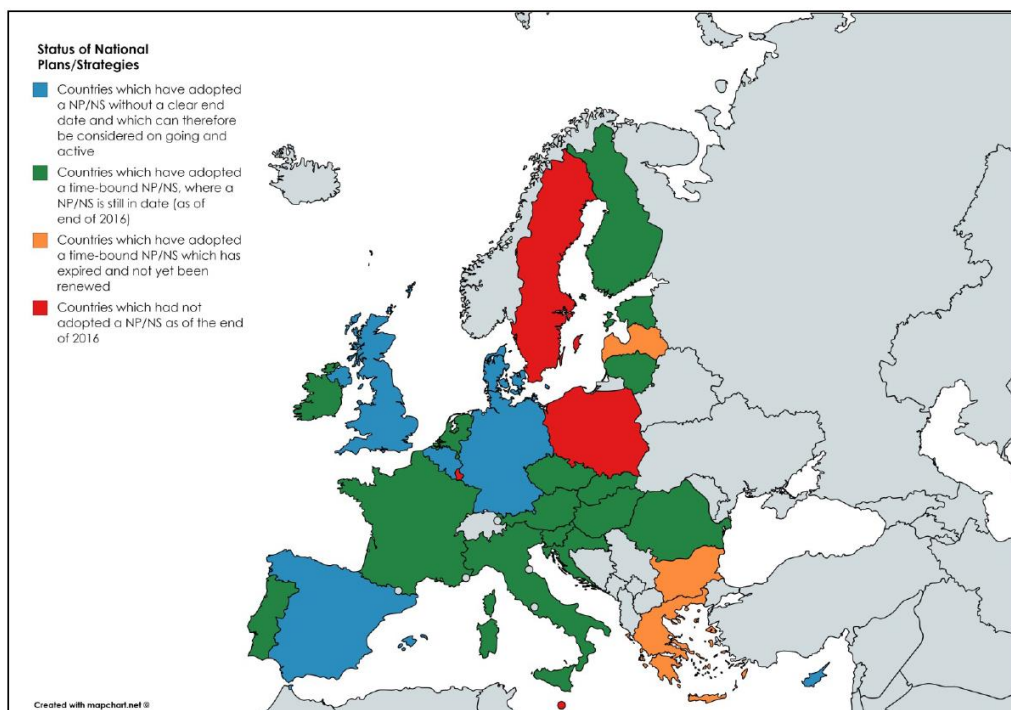 Status of National
Plans/Strategies
Countries which have adopted
a NP/NS without a clear end
date and which can therefore
be considered on going and
active
Countries which have adopted
a time-bound NP/NS, where a
NP/NS is still in date (as of
end of 2016)
Countries which have adopted
a time-bound NP/NS which has
expired and not yet been
renewed
Countries which had not
adopted a NP/NS as of the end
of 2016
Created with mapchart.net ©